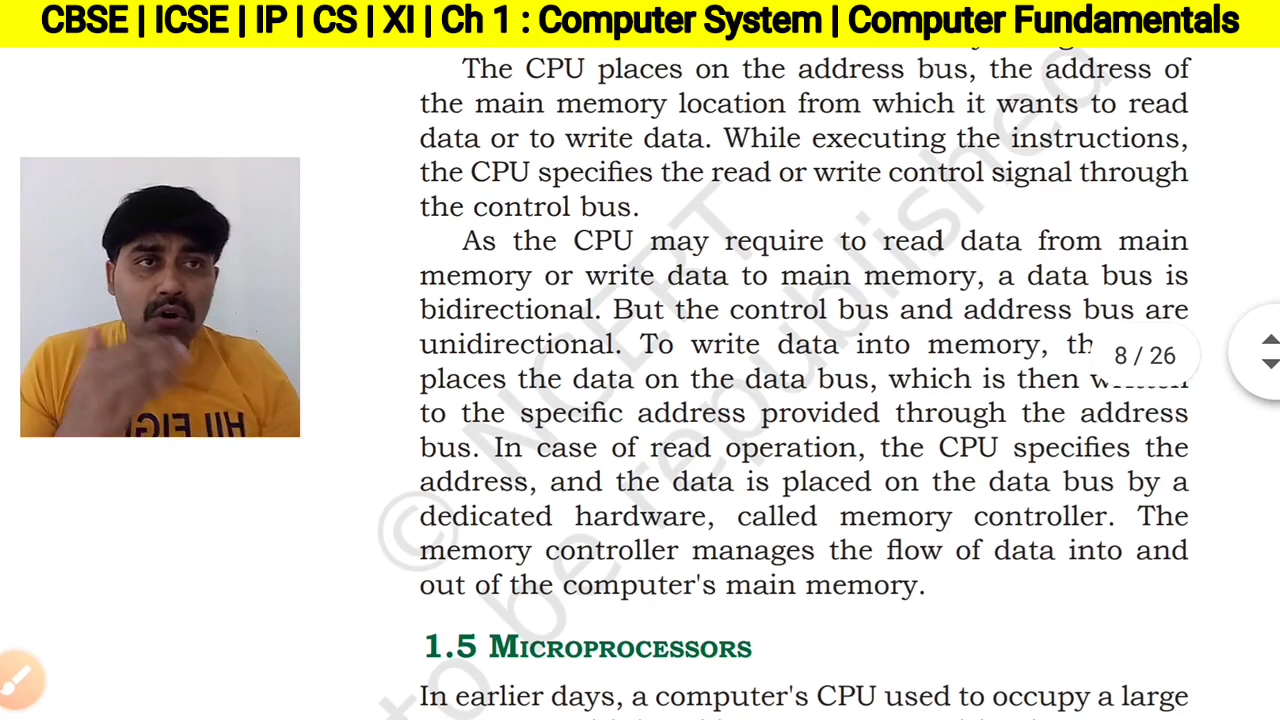 CBSE | ICSE | IP | CS | XI | Ch 1 : Computer System | Computer Fundamentals
The CPU places on the address bus, the address of
the main memory location from which it wants to read
data or to write data. While executing the instructions,
the CPU specifies the read or write control signal through
the control bus.
As the CPU may require to read data from main
memory or write data to main memory, a data bus is
bidirectional. But the control bus and address bus are
unidirectional. To write data into memory, th
8 / 26
places the data on the data bus, which is then
to the specific address provided through the address
bus. In case of read operation, the CPU specifies the
address, and the data is placed on the data bus by a
dedicated hardware, called memory controller. The
memory controller manages the flow of data into and
out of the computer's main memory.
© NCERT
to be republished
1.5 MICROPROCESSORS
In earlier days, a computer's CPU used to occupy a large